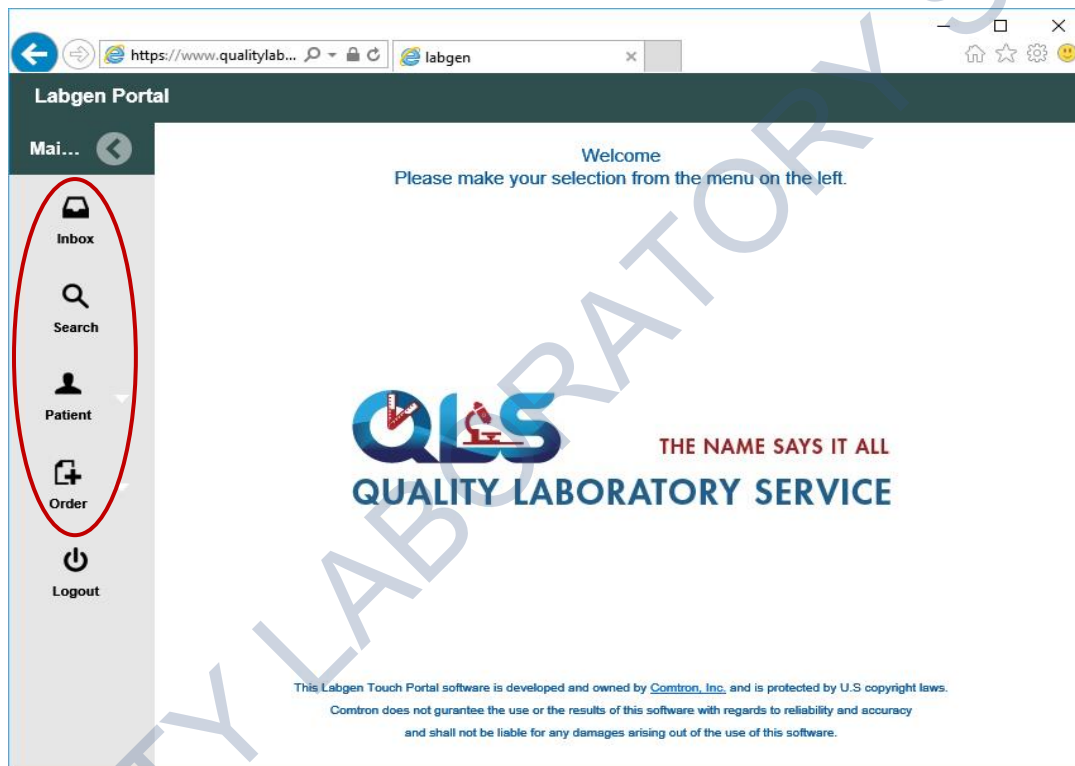 https://www.qualitylab...
labgen
Labgen Portal
Mai...
Welcome
Please make your selection from the menu on the left.
Inbox
Search
Patient
Order
Logout
QLS
THE NAME SAYS IT ALL
QUALITY LABORATORY SERVICE
This Labgen Touch Portal software is developed and owned by Comtron, Inc. and is protected by U.S copyright laws.
Comtron does not gurantee the use or the results of this software with regards to reliability and accuracy
and shall not be liable for any damages arising out of the use of this software.
TY LABORATORY S